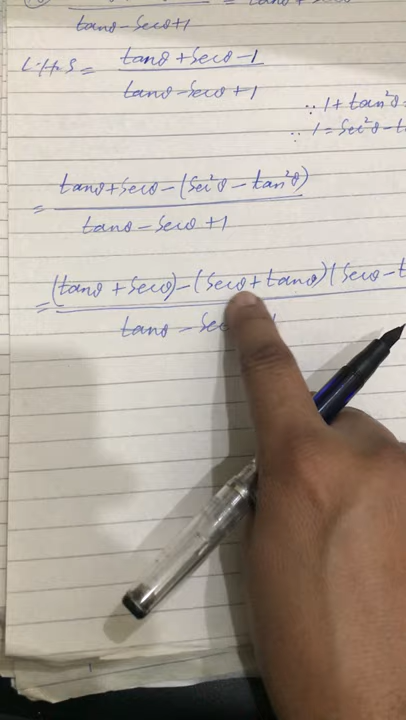 tanθ - secθ+1
L.H.S = tanθ + secθ - 1
tanθ - secθ + 1
∵ 1 + tan²θ =
∵ 1 = sec²θ - t
= tanθ + secθ - (sec²θ - tan²θ)
tanθ - secθ + 1
= (tanθ + secθ) - (secθ + tanθ) (secθ - t
tanθ - se